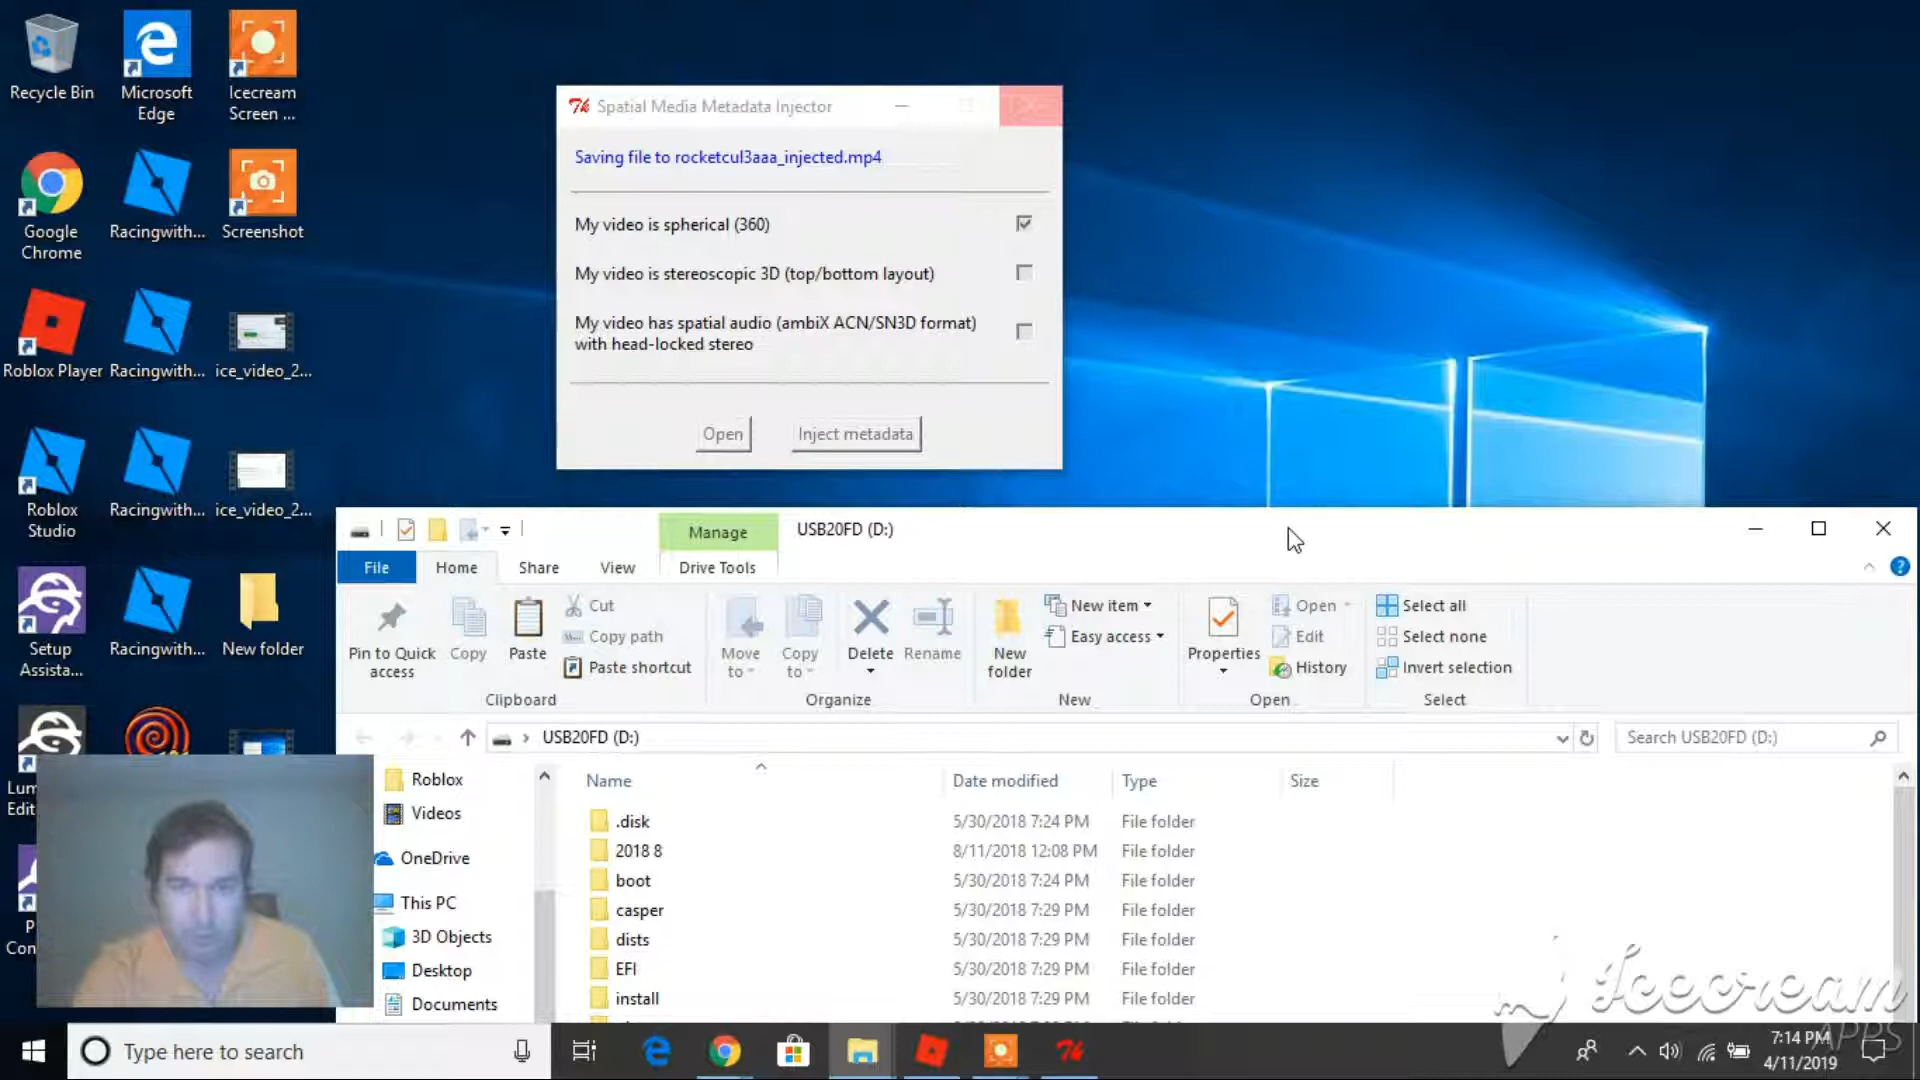 Recycle Bin
Microsoft
Edge
Icecream
Screen ...
Google
Chrome
Racingwith...
Screenshot
Roblox Player
Racingwith...
ice_video_2...
Roblox
Studio
Racingwith...
ice_video_2...
Setup
Assista...
Racingwith...
New folder
Lum
Edit
P
Con
Spatial Media Metadata Injector
Saving file to rocketcul3aaa_injected.mp4
My video is spherical (360)
My video is stereoscopic 3D (top/bottom layout)
My video has spatial audio (ambiX ACN/SN3D format)
with head-locked stereo
Open
Inject metadata
Manage
USB20FD (D:)
File
Home
Share
View
Drive Tools
Pin to Quick
access
Copy
Paste
Cut
Copy path
Paste shortcut
Clipboard
Move
to
Copy
to
Delete
Rename
Organize
New
folder
New item
Easy access
New
Properties
Open
Edit
History
Open
Select all
Select none
Invert selection
Select
USB20FD (D:)
Search USB20FD (D:)
Roblox
Videos
OneDrive
This PC
3D Objects
Desktop
Documents
Name Date modified Type Size
.disk 5/30/2018 7:24 PM File folder
2018 8 8/11/2018 12:08 PM File folder
boot 5/30/2018 7:24 PM File folder
casper 5/30/2018 7:29 PM File folder
dists 5/30/2018 7:29 PM File folder
EFI 5/30/2018 7:29 PM File folder
install 5/30/2018 7:29 PM File folder
Icecream
APPS
Type here to search
7:14 PM
4/11/2019